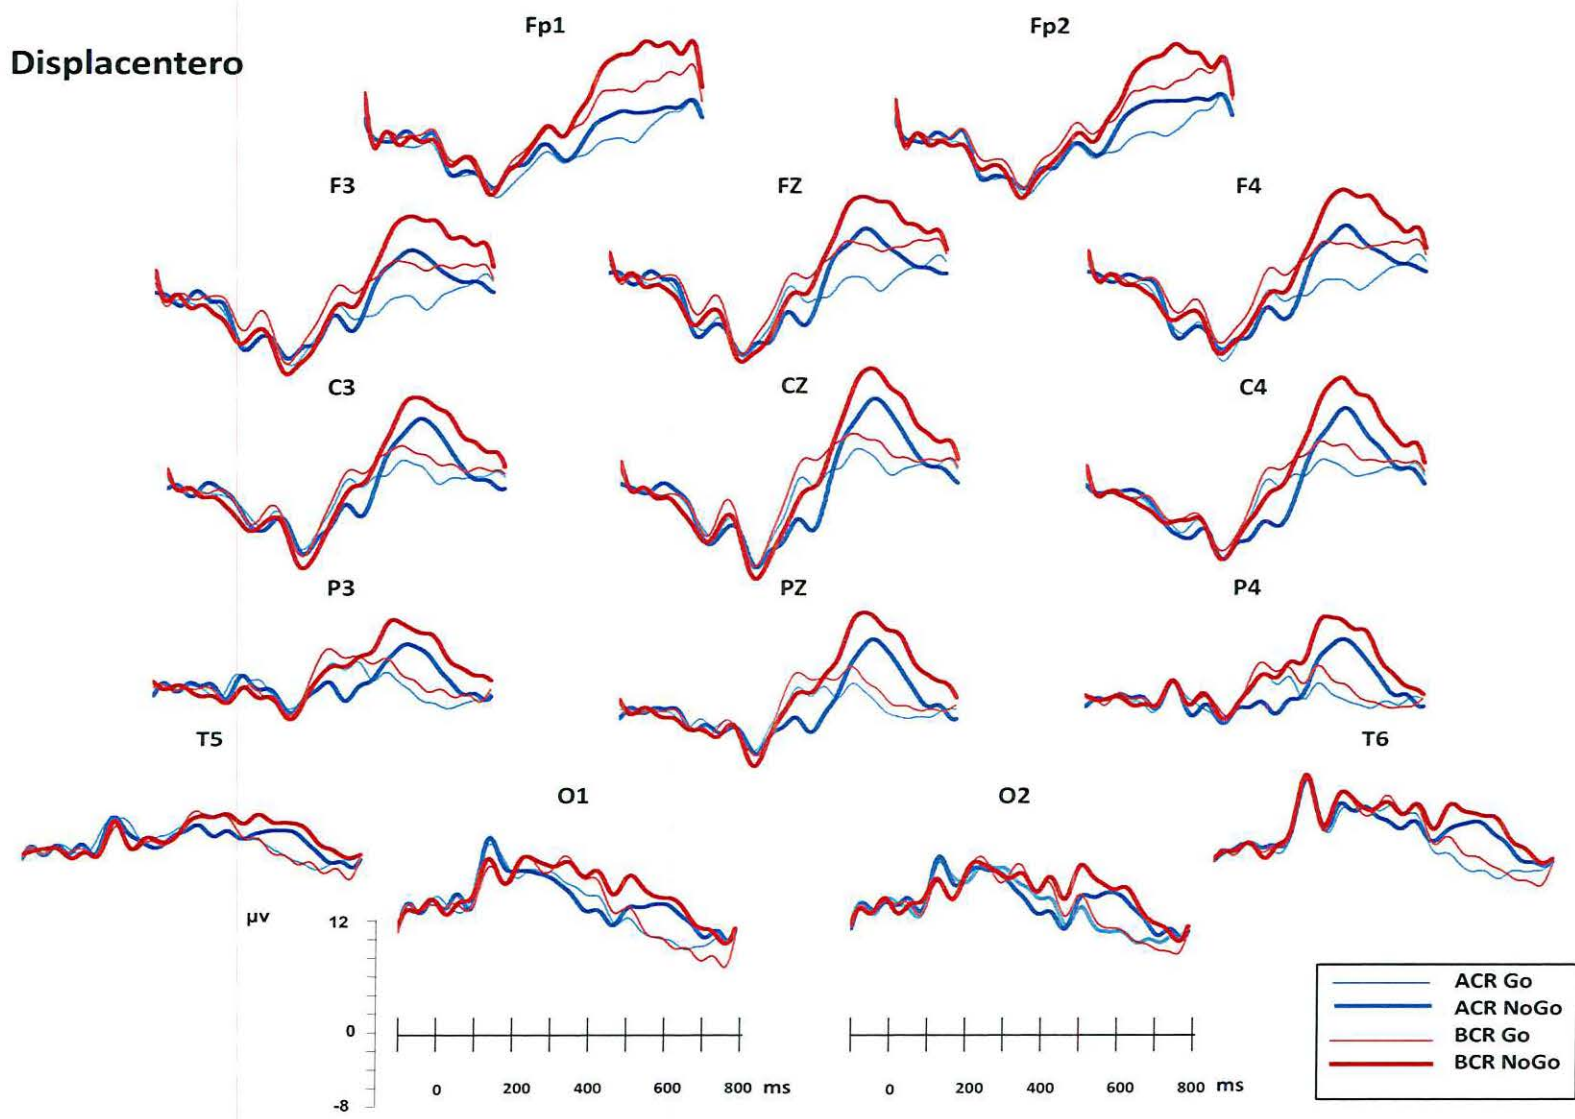 Displacentero
Fp1
Fp2
F3
FZ
F4
C3
CZ
C4
P3
PZ
P4
T5
T6
O1
O2
μv
12
0
-8
0 200 400 600 800 ms
0 200 400 600 800 ms
ACR Go
ACR NoGo
BCR Go
BCR NoGo